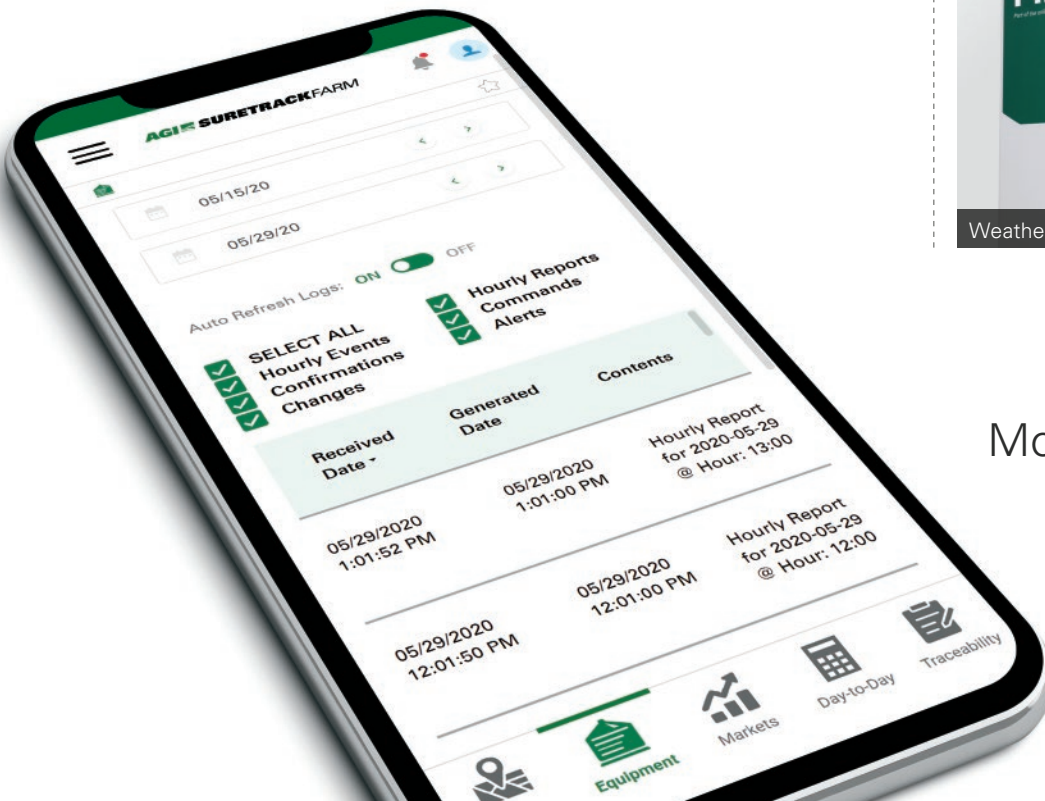 AGI SURETRACKFARM
05/15/20
05/29/20
Auto Refresh Logs: ON OFF
SELECT ALL
Hourly Events
Confirmations
Changes
Hourly Reports
Commands
Alerts
Received
Date
Generated
Date
Contents
05/29/2020
1:01:52 PM
05/29/2020
1:01:00 PM
Hourly Report
for 2020-05-29
@ Hour: 13:00
05/29/2020
12:01:50 PM
05/29/2020
12:01:00 PM
Hourly Report
for 2020-05-29
@ Hour: 12:00
Equipment
Markets
Day-to-Day
Traceability
Weathe
Mo